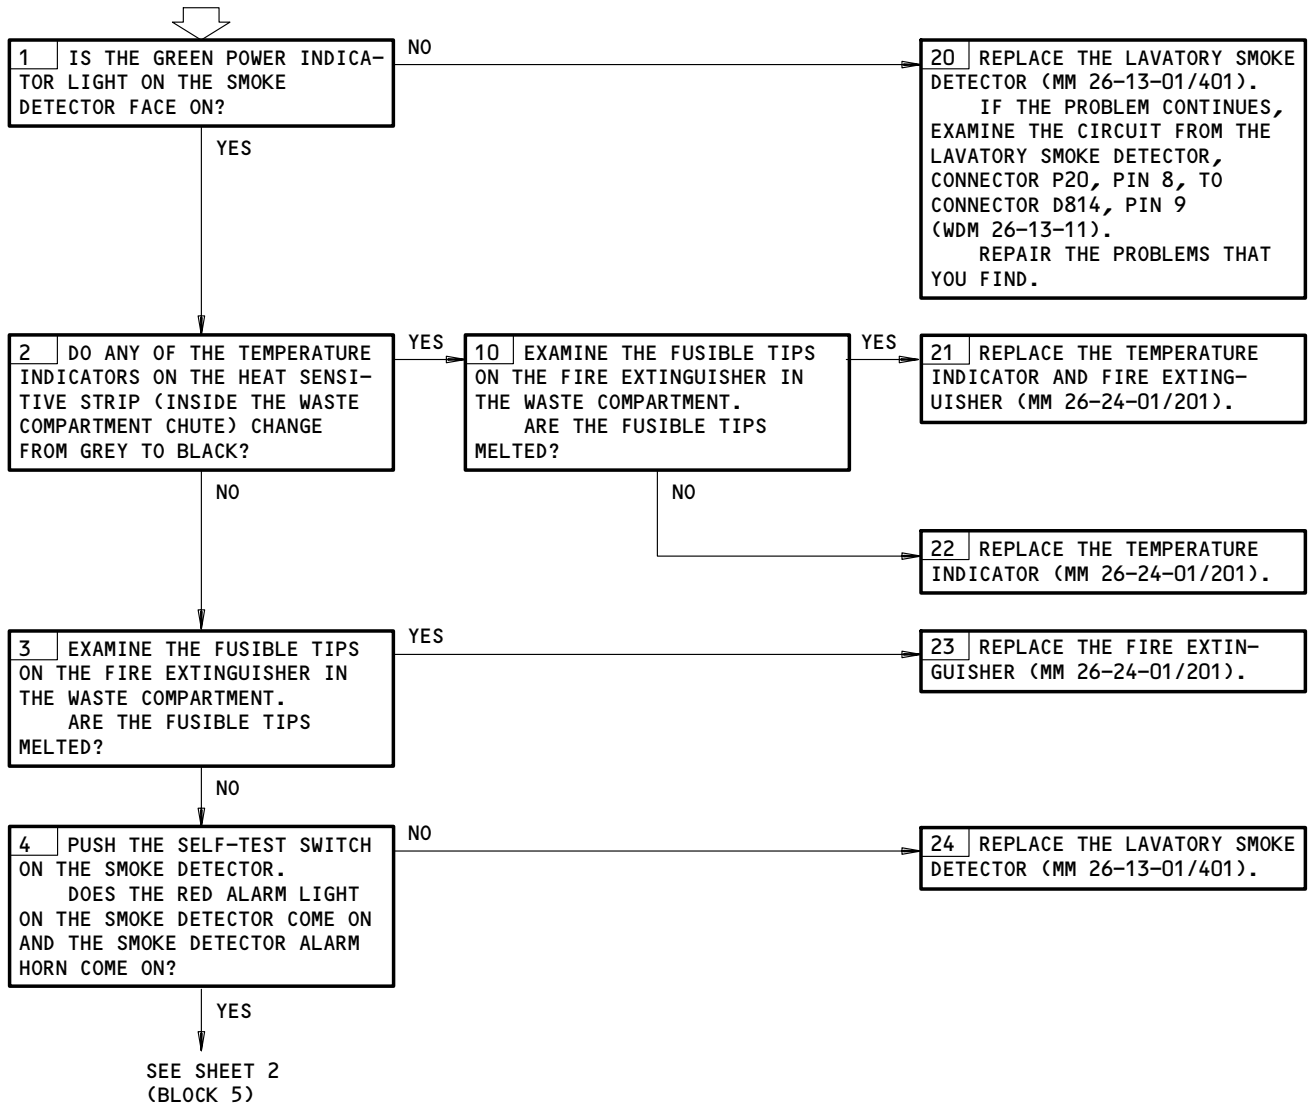 1 IS THE GREEN POWER INDICA-
TOR LIGHT ON THE SMOKE
DETECTOR FACE ON?
NO
20 REPLACE THE LAVATORY SMOKE
DETECTOR (MM 26-13-01/401).
IF THE PROBLEM CONTINUES,
EXAMINE THE CIRCUIT FROM THE
LAVATORY SMOKE DETECTOR,
CONNECTOR P20, PIN 8, TO
CONNECTOR D814, PIN 9
(WDM 26-13-11).
REPAIR THE PROBLEMS THAT
YOU FIND.
YES
2 DO ANY OF THE TEMPERATURE
INDICATORS ON THE HEAT SENSI-
TIVE STRIP (INSIDE THE WASTE
COMPARTMENT CHUTE) CHANGE
FROM GREY TO BLACK?
YES
10 EXAMINE THE FUSIBLE TIPS
ON THE FIRE EXTINGUISHER IN
THE WASTE COMPARTMENT.
ARE THE FUSIBLE TIPS
MELTED?
YES
21 REPLACE THE TEMPERATURE
INDICATOR AND FIRE EXTING-
UISHER (MM 26-24-01/201).
NO
NO
22 REPLACE THE TEMPERATURE
INDICATOR (MM 26-24-01/201).
3 EXAMINE THE FUSIBLE TIPS
ON THE FIRE EXTINGUISHER IN
THE WASTE COMPARTMENT.
ARE THE FUSIBLE TIPS
MELTED?
YES
23 REPLACE THE FIRE EXTIN-
GUISHER (MM 26-24-01/201).
NO
4 PUSH THE SELF-TEST SWITCH
ON THE SMOKE DETECTOR.
DOES THE RED ALARM LIGHT
ON THE SMOKE DETECTOR COME ON
AND THE SMOKE DETECTOR ALARM
HORN COME ON?
NO
24 REPLACE THE LAVATORY SMOKE
DETECTOR (MM 26-13-01/401).
YES
SEE SHEET 2
(BLOCK 5)